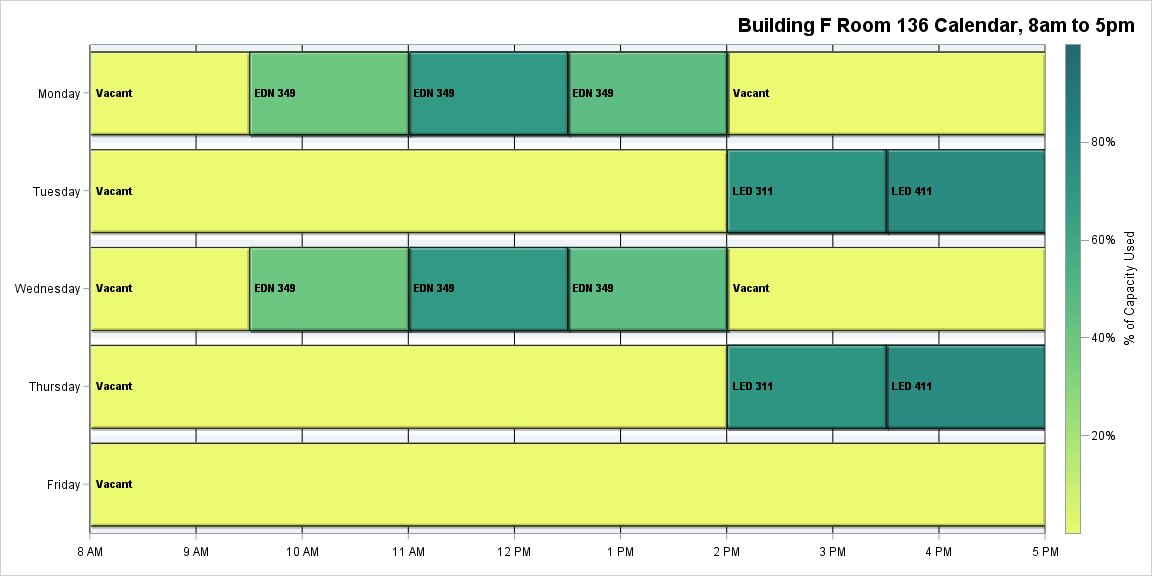 Building F Room 136 Calendar, 8am to 5pm
Monday Vacant EDN 349 EDN 349 EDN 349 Vacant
Tuesday Vacant LED 311 LED 411
Wednesday Vacant EDN 349 EDN 349 EDN 349 Vacant
Thursday Vacant LED 311 LED 411
Friday Vacant
8 AM 9 AM 10 AM 11 AM 12 PM 1 PM 2 PM 3 PM 4 PM 5 PM
80%
60%
40%
20%
% of Capacity Used